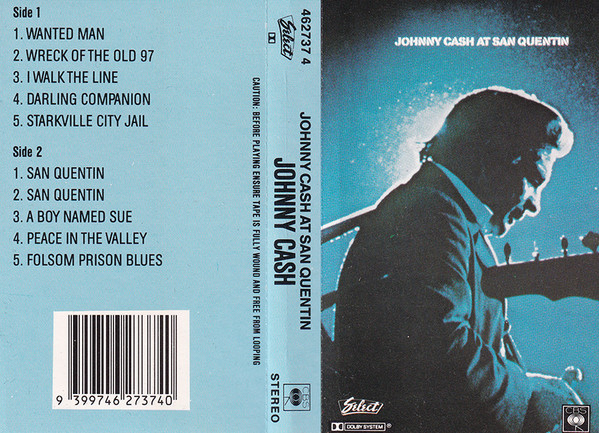 Side 1
1. WANTED MAN
2. WRECK OF THE OLD 97
3. I WALK THE LINE
4. DARLING COMPANION
5. STARKVILLE CITY JAIL
Side 2
1. SAN QUENTIN
2. SAN QUENTIN
3. A BOY NAMED SUE
4. PEACE IN THE VALLEY
5. FOLSOM PRISON BLUES
9 399746 273740
CAUTION: BEFORE PLAYING ENSURE TAPE IS FULLY WOUND AND FREE FROM LOOPING
462737 4
Select
JOHNNY CASH AT SAN QUENTIN
JOHNNY CASH
STEREO
CBS
JOHNNY CASH AT SAN QUENTIN
Select
DOLBY SYSTEM®
CBS